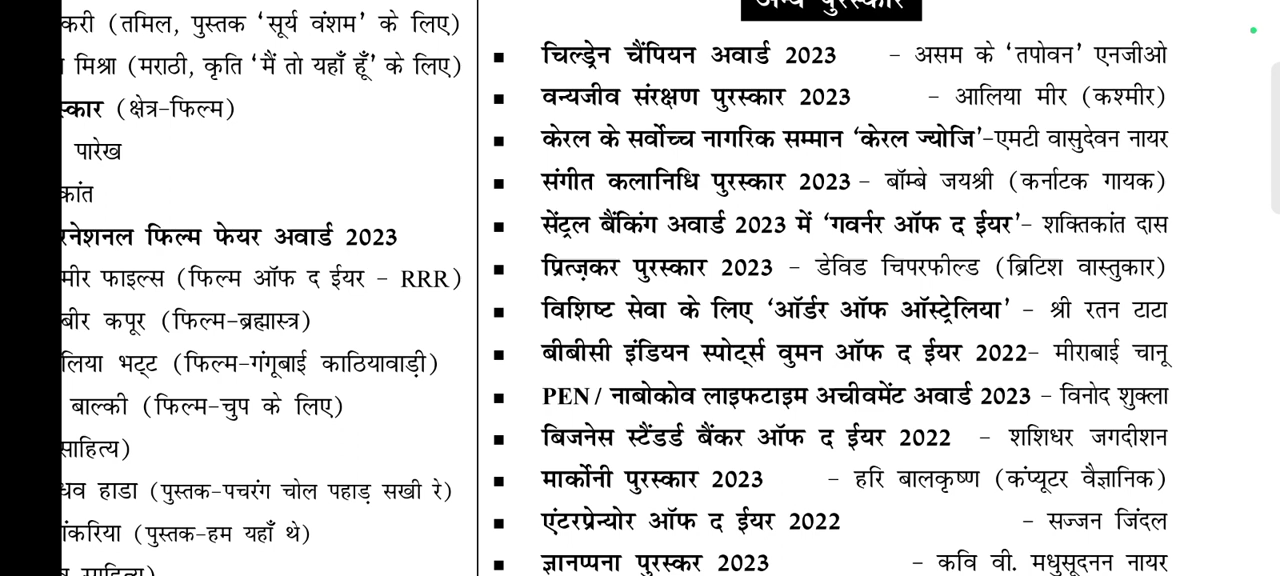 करी (तमिल, पुस्तक ‘सूर्य वंशम’ के लिए)
मिश्रा (मराठी, कृति ‘मैं तो यहाँ हूँ’ के लिए)
स्कार (क्षेत्र-फिल्म)
पारेख
कांत
रनेशनल फिल्म फेयर अवार्ड 2023
मीर फाइल्स (फिल्म ऑफ द ईयर - RRR)
बीर कपूर (फिल्म-ब्रह्मास्त्र)
लिया भट्ट (फिल्म-गंगूबाई काठियावाड़ी)
बाल्की (फिल्म-चुप के लिए)
साहित्य)
धव हाडा (पुस्तक-पचरंग चोल पहाड़ सखी रे)
ांकरिया (पुस्तक-हम यहाँ थे)
साहित्य)
अन्य पुरस्कार
▪ चिल्ड्रेन चैंपियन अवार्ड 2023 - असम के ‘तपोवन’ एनजीओ
▪ वन्यजीव संरक्षण पुरस्कार 2023 - आलिया मीर (कश्मीर)
▪ केरल के सर्वोच्च नागरिक सम्मान ‘केरल ज्योजि’-एमटी वासुदेवन नायर
▪ संगीत कलानिधि पुरस्कार 2023 - बॉम्बे जयश्री (कर्नाटक गायक)
▪ सेंट्रल बैंकिंग अवार्ड 2023 में ‘गवर्नर ऑफ द ईयर’- शक्तिकांत दास
▪ प्रित्ज़कर पुरस्कार 2023 - डेविड चिपरफील्ड (ब्रिटिश वास्तुकार)
▪ विशिष्ट सेवा के लिए ‘ऑर्डर ऑफ ऑस्ट्रेलिया’ - श्री रतन टाटा
▪ बीबीसी इंडियन स्पोर्ट्स वुमन ऑफ द ईयर 2022- मीराबाई चानू
▪ PEN / नाबोकोव लाइफटाइम अचीवमेंट अवार्ड 2023 - विनोद शुक्ला
▪ बिजनेस स्टैंडर्ड बैंकर ऑफ द ईयर 2022 - शशिधर जगदीशन
▪ मार्कोनी पुरस्कार 2023 - हरि बालकृष्ण (कंप्यूटर वैज्ञानिक)
▪ एंटरप्रेन्योर ऑफ द ईयर 2022 - सज्जन जिंदल
▪ ज्ञानप्पना पुरस्कर 2023 - कवि वी. मधुसूदनन नायर